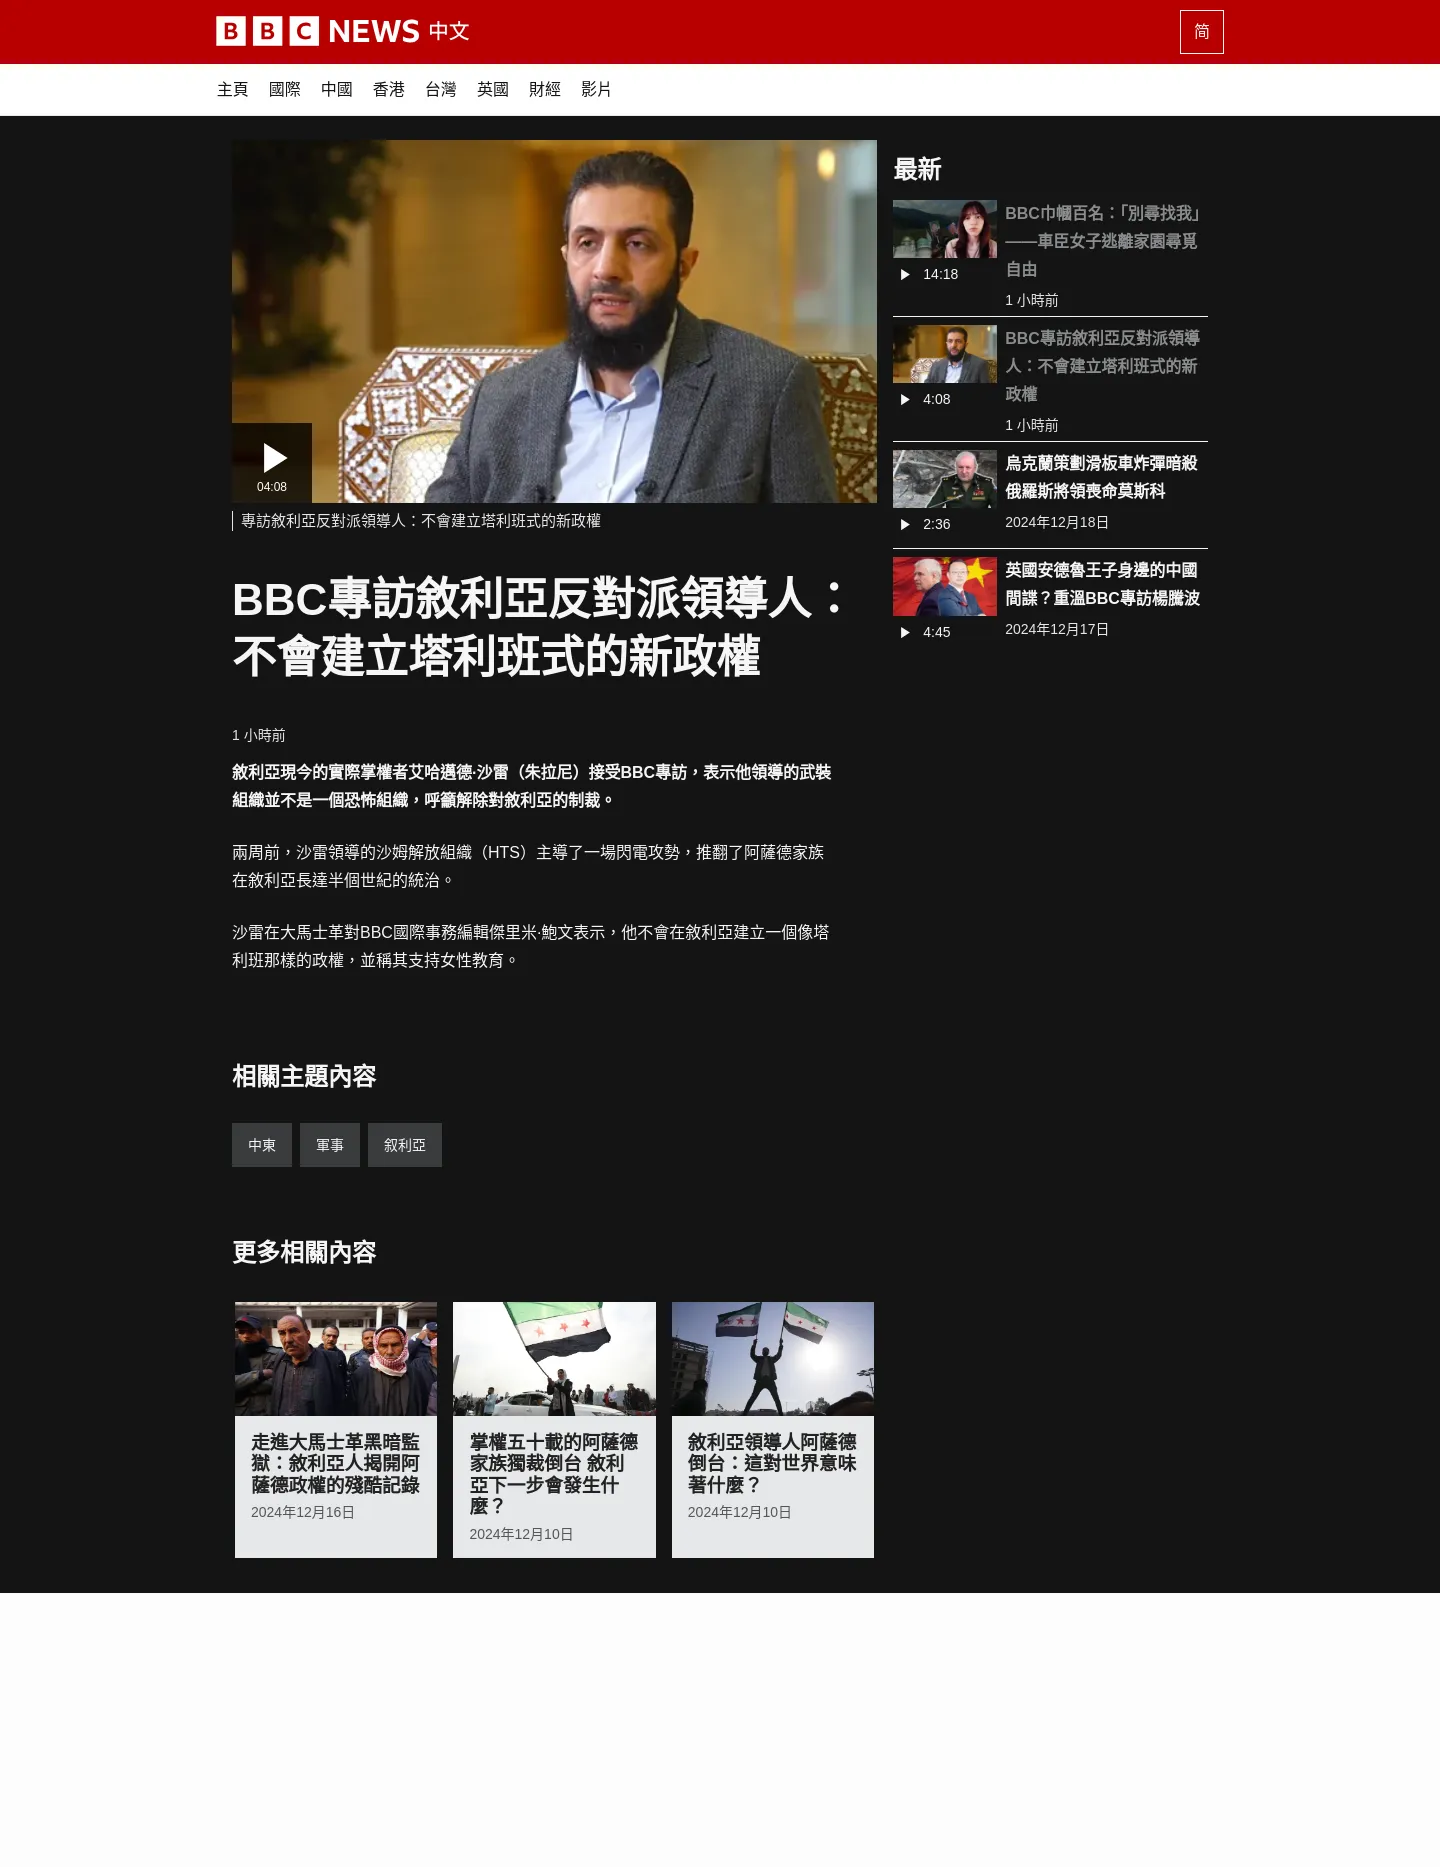 BBC NEWS 中文
简
主頁 國際 中國 香港 台灣 英國 財經 影片
04:08
專訪敘利亞反對派領導人：不會建立塔利班式的新政權
BBC專訪敘利亞反對派領導人：
不會建立塔利班式的新政權
1 小時前
敘利亞現今的實際掌權者艾哈邁德·沙雷（朱拉尼）接受BBC專訪，表示他領導的武裝
組織並不是一個恐怖組織，呼籲解除對敘利亞的制裁。
兩周前，沙雷領導的沙姆解放組織（HTS）主導了一場閃電攻勢，推翻了阿薩德家族
在敘利亞長達半個世紀的統治。
沙雷在大馬士革對BBC國際事務編輯傑里米·鮑文表示，他不會在敘利亞建立一個像塔
利班那樣的政權，並稱其支持女性教育。
最新
BBC巾幗百名：「別尋找我」
——車臣女子逃離家園尋覓
自由
14:18
1 小時前
BBC專訪敘利亞反對派領導
人：不會建立塔利班式的新
政權
4:08
1 小時前
烏克蘭策劃滑板車炸彈暗殺
俄羅斯將領喪命莫斯科
2:36
2024年12月18日
英國安德魯王子身邊的中國
間諜？重溫BBC專訪楊騰波
4:45
2024年12月17日
相關主題內容
中東 軍事 叙利亞
更多相關內容
走進大馬士革黑暗監
獄：敘利亞人揭開阿
薩德政權的殘酷記錄
2024年12月16日
掌權五十載的阿薩德
家族獨裁倒台 敘利
亞下一步會發生什
麼？
2024年12月10日
敘利亞領導人阿薩德
倒台：這對世界意味
著什麼？
2024年12月10日